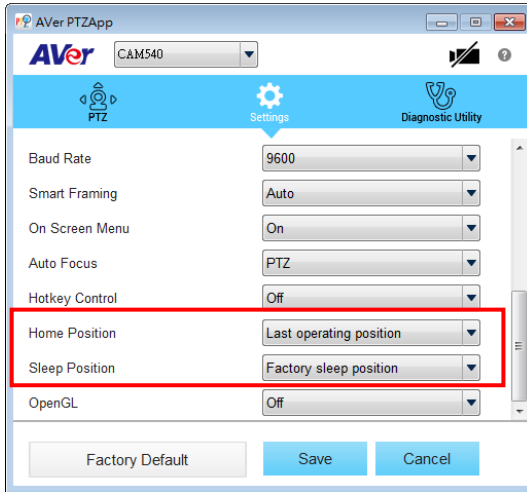 AVer PTZApp
AVer CAM540
PTZ Settings Diagnostic Utility
Baud Rate 9600
Smart Framing Auto
On Screen Menu On
Auto Focus PTZ
Hotkey Control Off
Home Position Last operating position
Sleep Position Factory sleep position
OpenGL Off
Factory Default Save Cancel